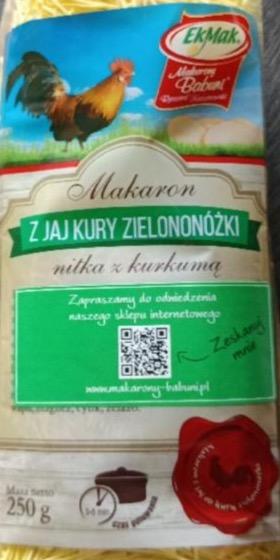 EkMak.
Makarony
Babuni
Makaron
Z JAJ KURY ZIELONONÓŻKI
nitka z kurkumą
Zapraszamy do odwiedzenia
naszego sklepu internetowego
Zeskanuj
mnie
www.makarony-babuni.pl
Masa netto
250 g